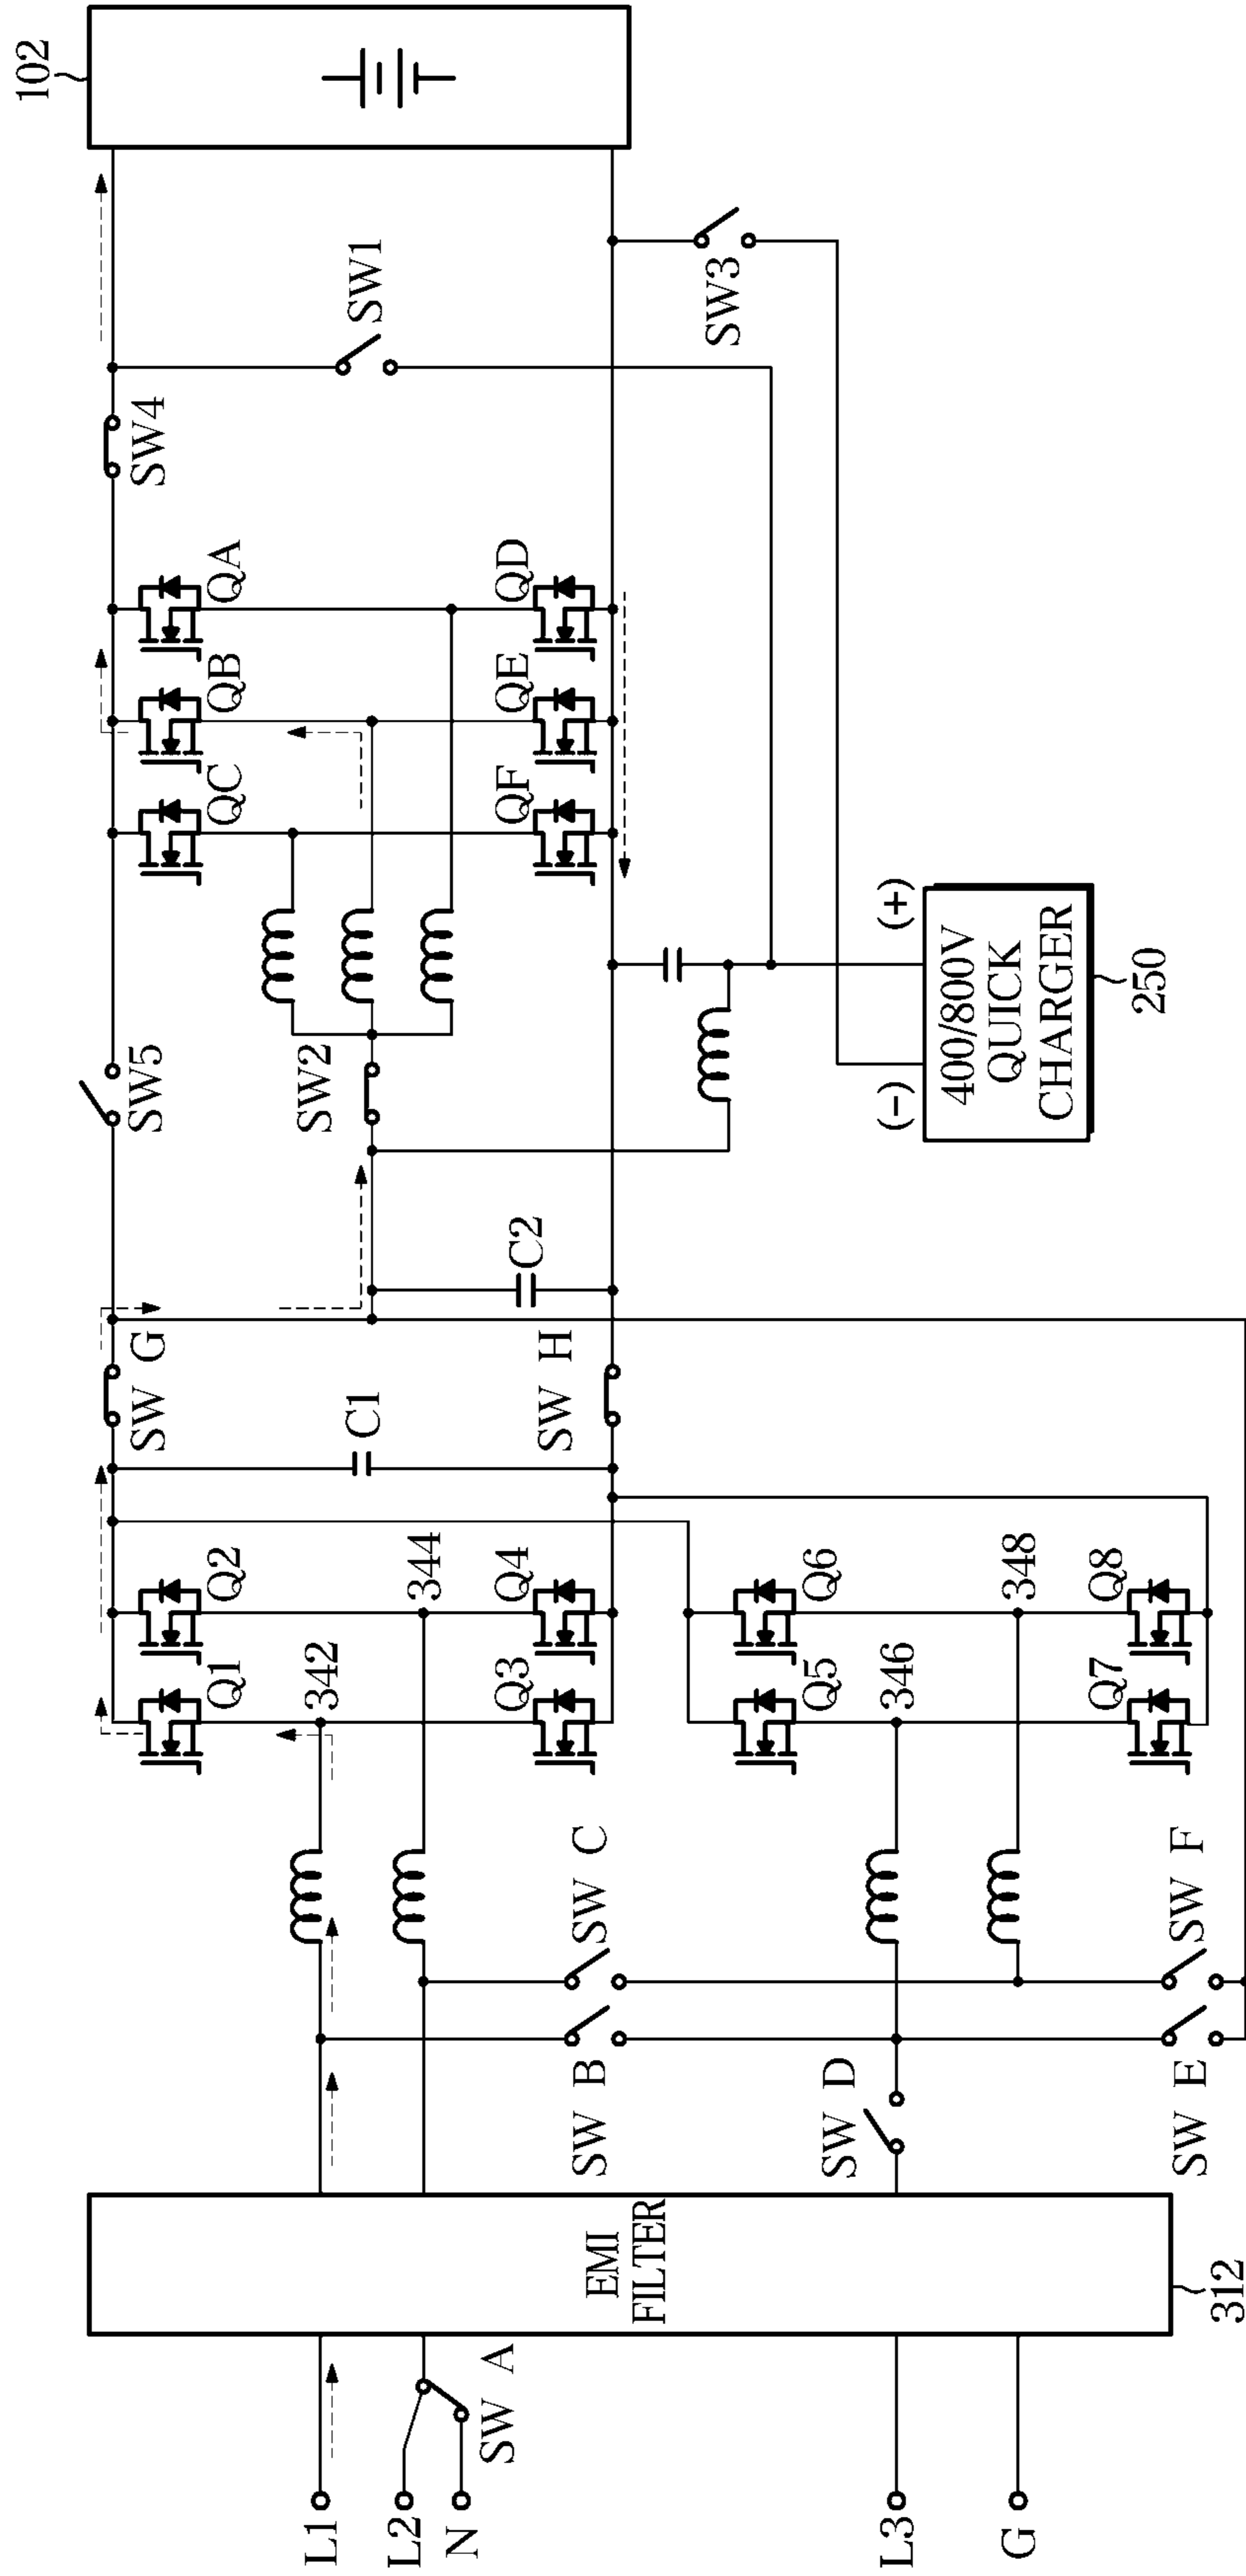 102
SW5
SW4
SW G
SW1
SW2
SW3
SW H
C1
C2
QC
QB
QA
QF
QE
QD
Q1
Q2
342
344
Q3
Q4
Q5
Q6
346
348
Q7
Q8
(-)
(+)
400/800V
QUICK
CHARGER
250
SW B
SW C
SW D
SW E
SW F
EMI
FILTER
312
L1
L2
N
SW A
L3
G